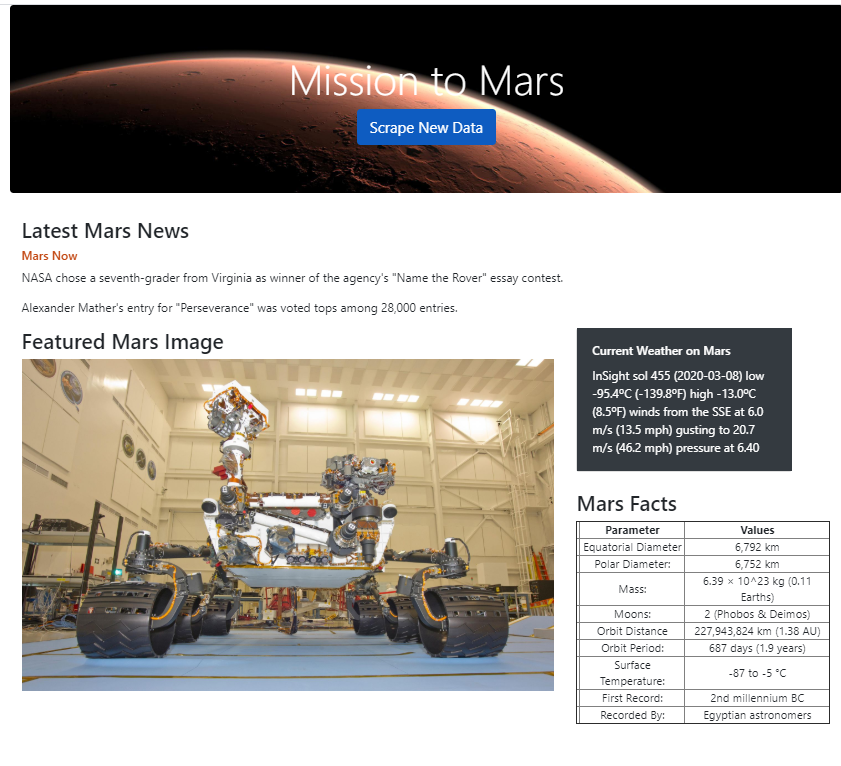 Mission to Mars
Scrape New Data
Latest Mars News
Mars Now
NASA chose a seventh-grader from Virginia as winner of the agency's "Name the Rover" essay contest.
Alexander Mather's entry for "Perseverance" was voted tops among 28,000 entries.
Featured Mars Image
Current Weather on Mars
InSight sol 455 (2020-03-08) low
-95.4ºC (-139.8ºF) high -13.0ºC
(8.5ºF) winds from the SSE at 6.0
m/s (13.5 mph) gusting to 20.7
m/s (46.2 mph) pressure at 6.40
Mars Facts
Parameter Values
Equatorial Diameter 6,792 km
Polar Diameter: 6,752 km
Mass: 6.39 × 10^23 kg (0.11
Earths)
Moons: 2 (Phobos & Deimos)
Orbit Distance 227,943,824 km (1.38 AU)
Orbit Period: 687 days (1.9 years)
Surface
Temperature: -87 to -5 °C
First Record: 2nd millennium BC
Recorded By: Egyptian astronomers